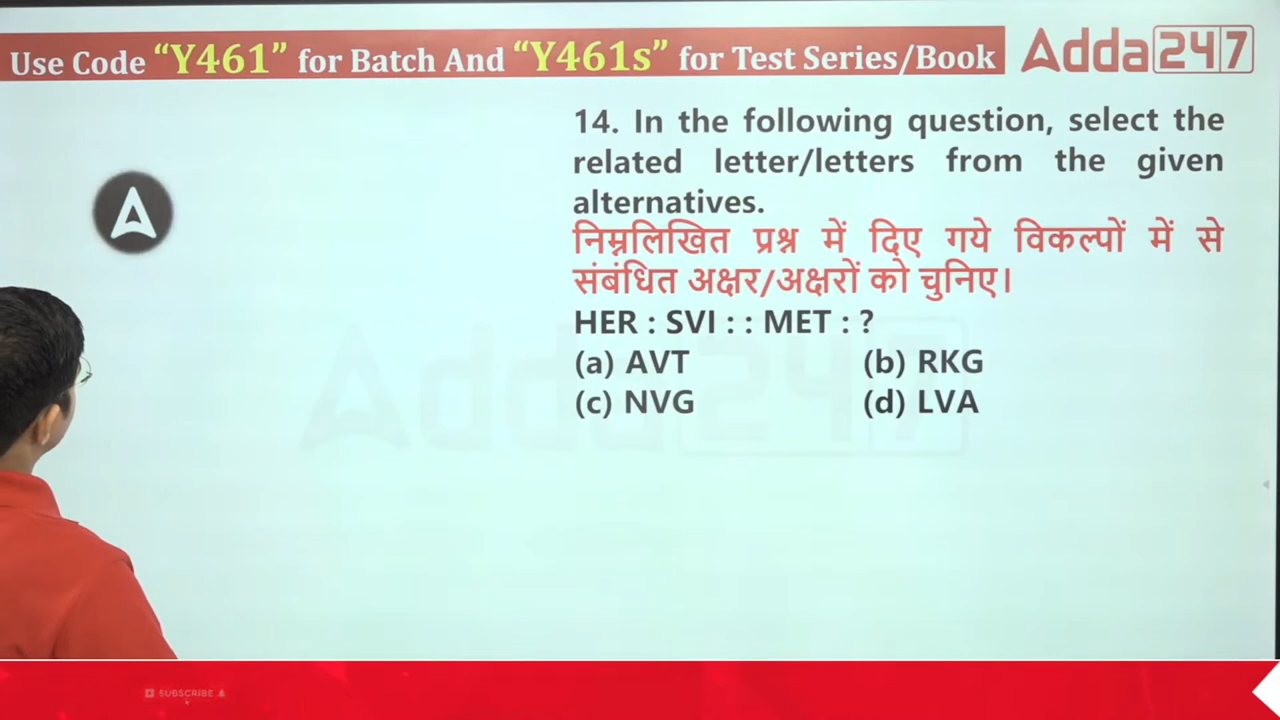 Use Code “Y461” for Batch And “Y461s” for Test Series/Book
Adda247
14. In the following question, select the
related letter/letters from the given
alternatives.
निम्नलिखित प्रश्न में दिए गये विकल्पों में से
संबंधित अक्षर/अक्षरों को चुनिए।
HER : SVI : : MET : ?
(a) AVT (b) RKG
(c) NVG (d) LVA
Adda247
SUBSCRIBE